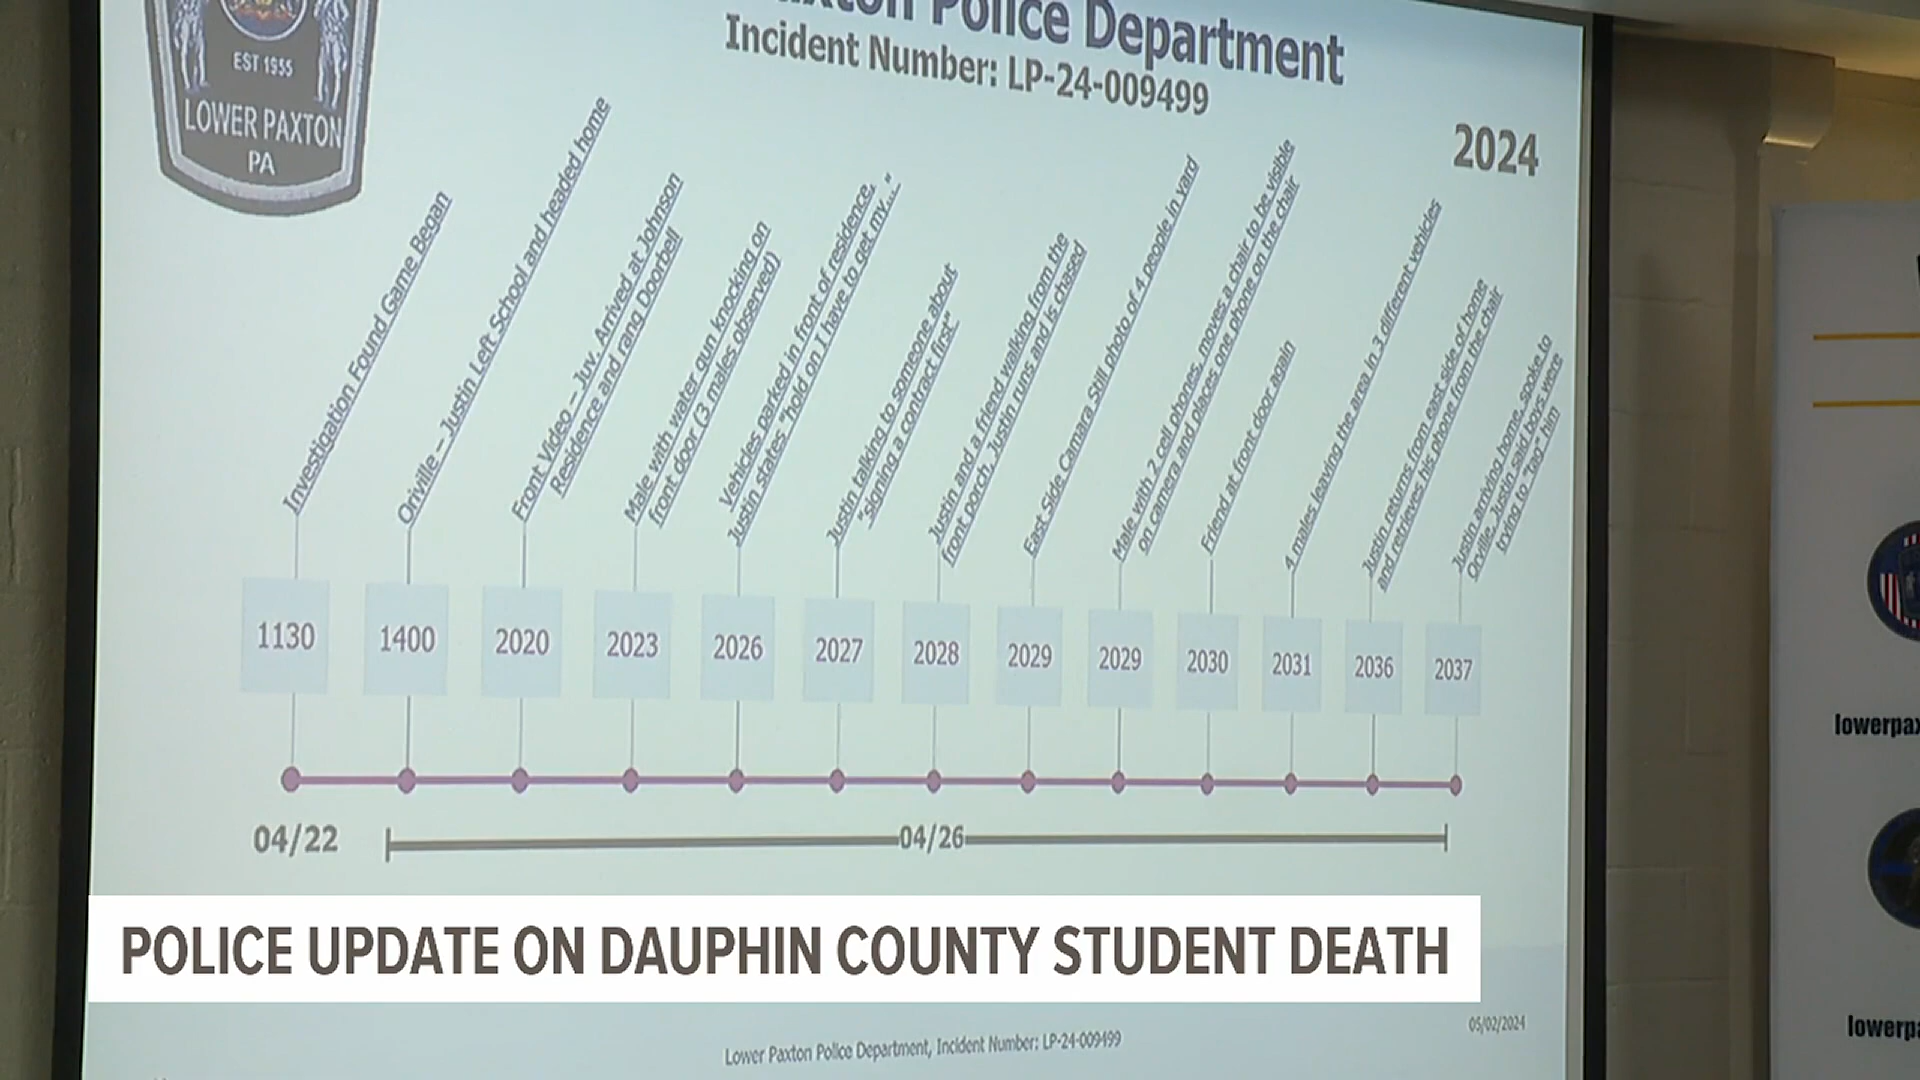 Paxton Police Department
Incident Number: LP-24-009499
EST 1955
LOWER PAXTON
PA
2024
Investigation Found Game Began
Orville – Justin Left School and headed home
Front Video – Juv. Arrived at Johnson
Residence and rang Doorbell
Male with water gun knocking on
front door (3 males observed)
Vehicles parked in front of residence,
Justin states "hold on I have to get my…."
Justin talking to someone about
"signing a contract first"
Justin and a friend walking from the
front porch, Justin runs and is chased
East Side Camara Still photo of 4 people in yard
Male with 2 cell phones, moves a chair to be visible
on camera and places one phone on the chair
Friend at front door again
4 males leaving the area in 3 different vehicles
Justin returns from east side of home
and retrieves his phone from the chair
Justin arriving home, spoke to
Orville, Justin said boys were
trying to "tag" him
1130
1400
2020
2023
2026
2027
2028
2029
2029
2030
2031
2036
2037
04/22
04/26
POLICE UPDATE ON DAUPHIN COUNTY STUDENT DEATH
05/02/2024
Lower Paxton Police Department, Incident Number: LP-24-009499
lowerpax
lowerpa